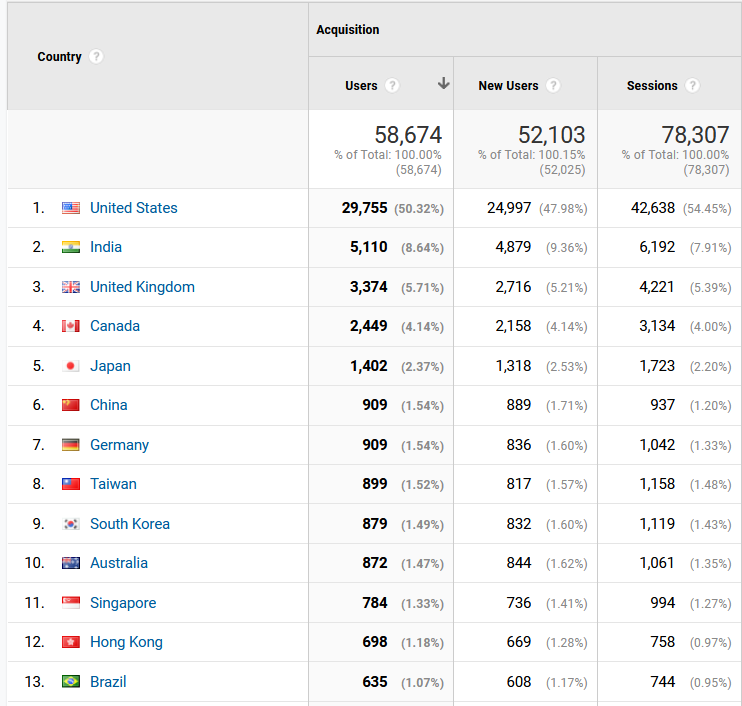 Acquisition
Country ?
Users ? New Users ? Sessions ?
58,674 52,103 78,307
% of Total: 100.00% % of Total: 100.15% % of Total: 100.00%
(58,674) (52,025) (78,307)
1. United States 29,755 (50.32%) 24,997 (47.98%) 42,638 (54.45%)
2. India 5,110 (8.64%) 4,879 (9.36%) 6,192 (7.91%)
3. United Kingdom 3,374 (5.71%) 2,716 (5.21%) 4,221 (5.39%)
4. Canada 2,449 (4.14%) 2,158 (4.14%) 3,134 (4.00%)
5. Japan 1,402 (2.37%) 1,318 (2.53%) 1,723 (2.20%)
6. China 909 (1.54%) 889 (1.71%) 937 (1.20%)
7. Germany 909 (1.54%) 836 (1.60%) 1,042 (1.33%)
8. Taiwan 899 (1.52%) 817 (1.57%) 1,158 (1.48%)
9. South Korea 879 (1.49%) 832 (1.60%) 1,119 (1.43%)
10. Australia 872 (1.47%) 844 (1.62%) 1,061 (1.35%)
11. Singapore 784 (1.33%) 736 (1.41%) 994 (1.27%)
12. Hong Kong 698 (1.18%) 669 (1.28%) 758 (0.97%)
13. Brazil 635 (1.07%) 608 (1.17%) 744 (0.95%)